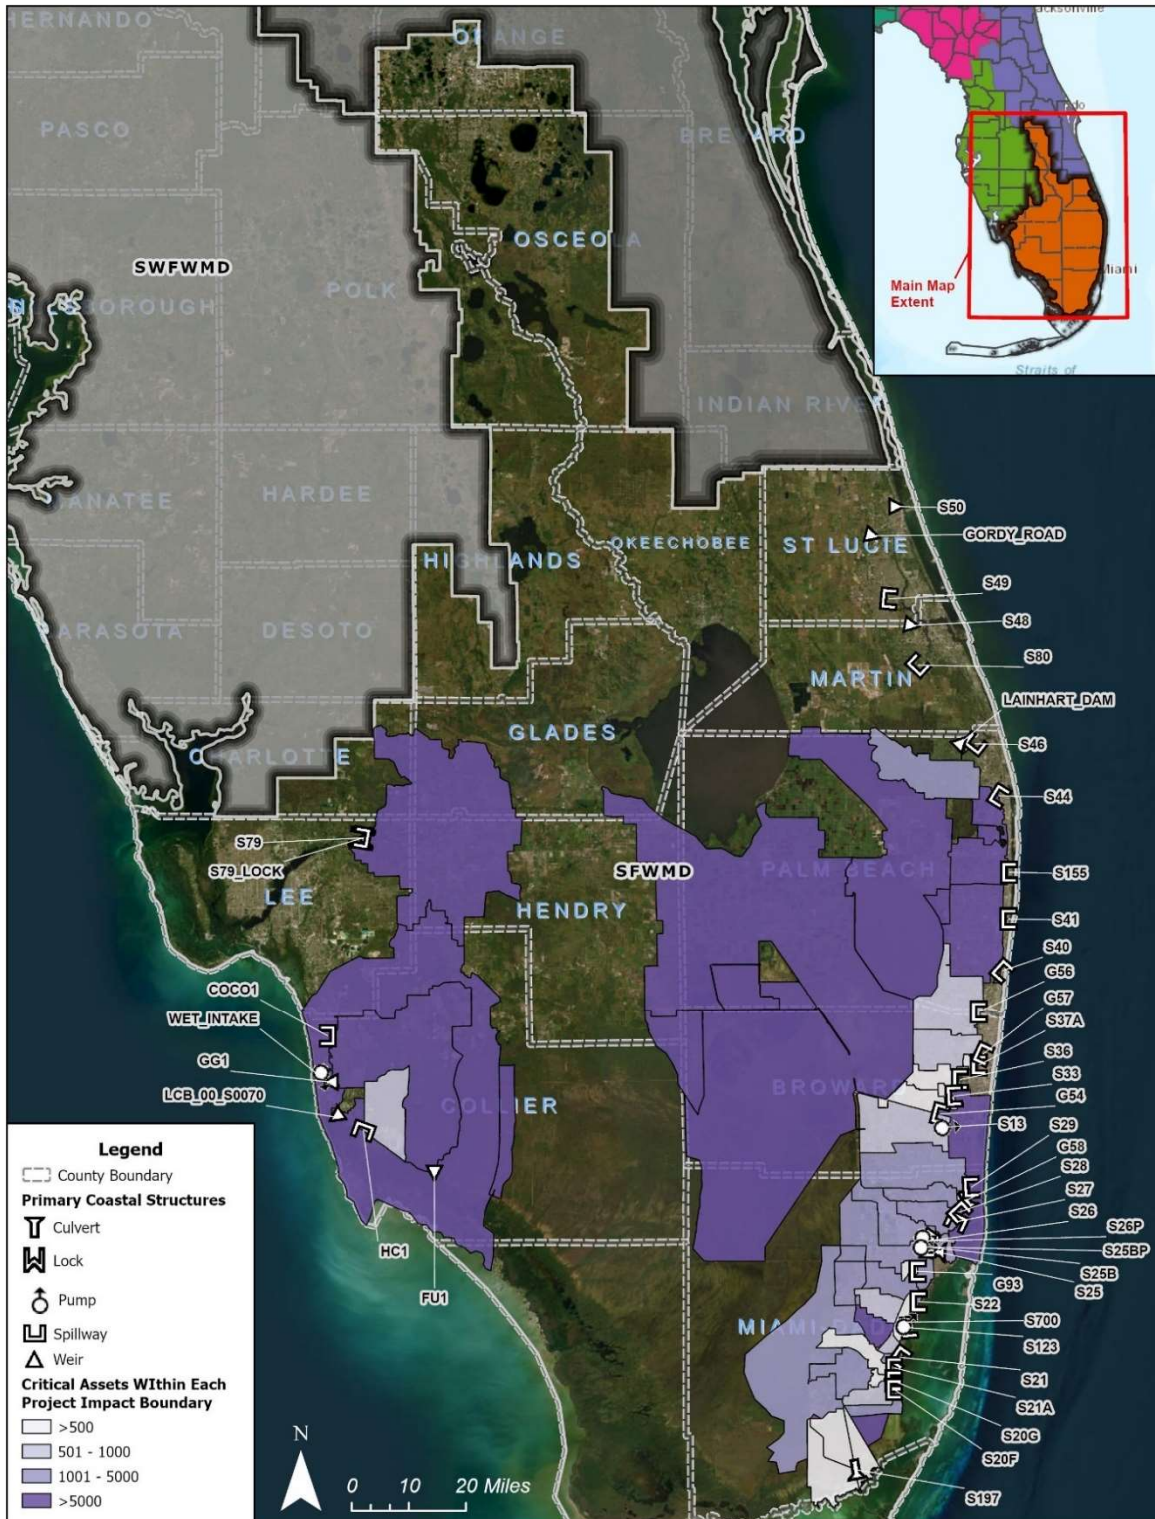 HERNANDO
ORANGE
PASCO
BREVARD
OSCEOLA
SWFWMD
POLK
HILLSBOROUGH
INDIAN RIVER
MANATEE
HARDEE
HIGHLANDS
OKEECHOBEE
ST LUCIE
SARASOTA
DESOTO
MARTIN
GLADES
CHARLOTTE
LEE
HENDRY
SFWMD
PALM BEACH
COLLIER
BROWARD
MIAMI-DADE
Jacksonville
Miami
Main Map
Extent
Straits of
S50
GORDY_ROAD
S49
S48
S80
LAINHART_DAM
S46
S44
S155
S41
S40
G56
G57
S37A
S36
S33
G54
S13
S29
G58
S28
S27
S26
S26P
S25BP
S25B
S25
G93
S22
S700
S123
S21
S21A
S20G
S20F
S197
S79
S79_LOCK
COCO1
WET_INTAKE
GG1
LCB_00_S0070
HC1
FU1
Legend
County Boundary
Primary Coastal Structures
Culvert
Lock
Pump
Spillway
Weir
Critical Assets WIthin Each
Project Impact Boundary
>500
501 - 1000
1001 - 5000
>5000
N
0 10 20 Miles